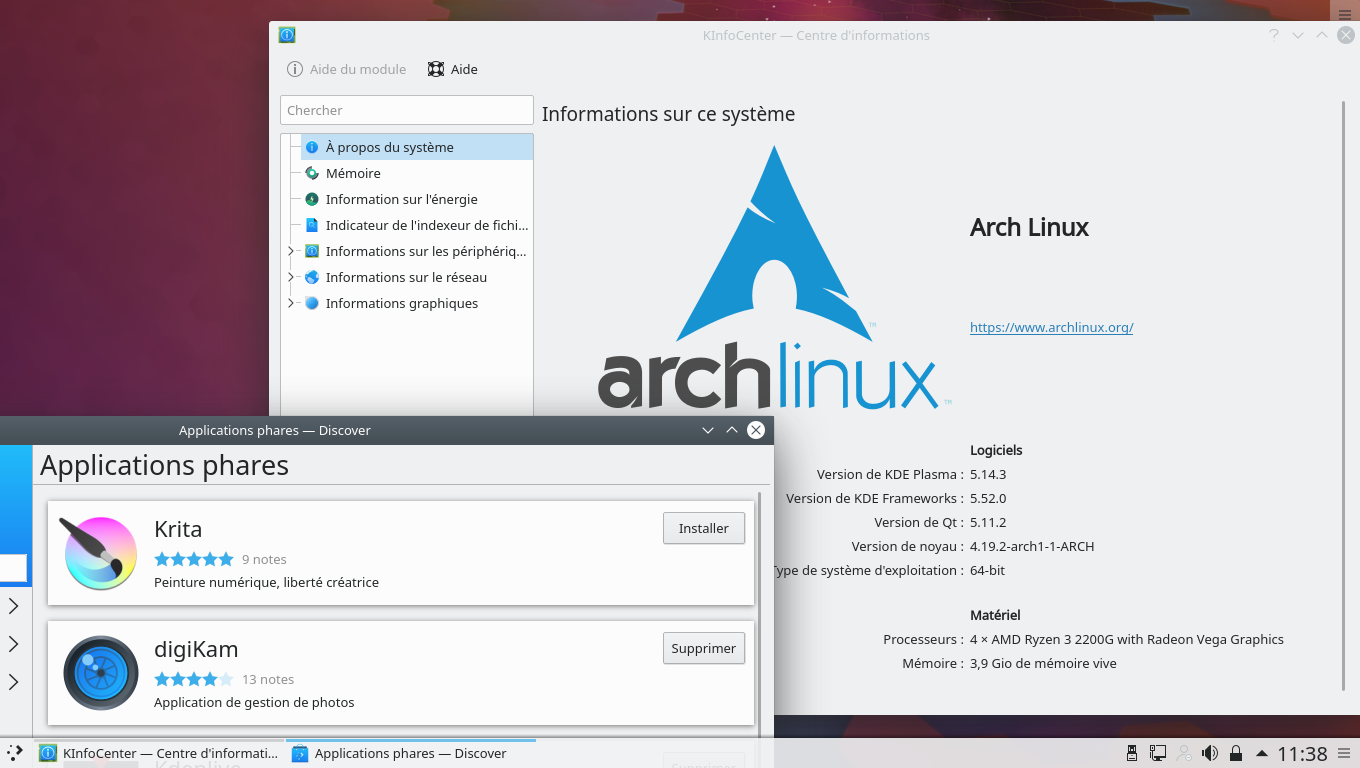 KInfoCenter — Centre d'informations
Aide du module
Aide
Chercher
À propos du système
Mémoire
Information sur l'énergie
Indicateur de l'indexeur de fichi...
Informations sur les périphériq...
Informations sur le réseau
Informations graphiques
Informations sur ce système
archlinux
TM
TM
Arch Linux
https://www.archlinux.org/
Logiciels
Version de KDE Plasma : 5.14.3
Version de KDE Frameworks : 5.52.0
Version de Qt : 5.11.2
Version de noyau : 4.19.2-arch1-1-ARCH
Type de système d'exploitation : 64-bit
Matériel
Processeurs : 4 × AMD Ryzen 3 2200G with Radeon Vega Graphics
Mémoire : 3,9 Gio de mémoire vive
Applications phares — Discover
Applications phares
Krita
Installer
9 notes
Peinture numérique, liberté créatrice
digiKam
Supprimer
13 notes
Application de gestion de photos
Kdenlive
Supprimer
KInfoCenter — Centre d'informati...
Applications phares — Discover
11:38